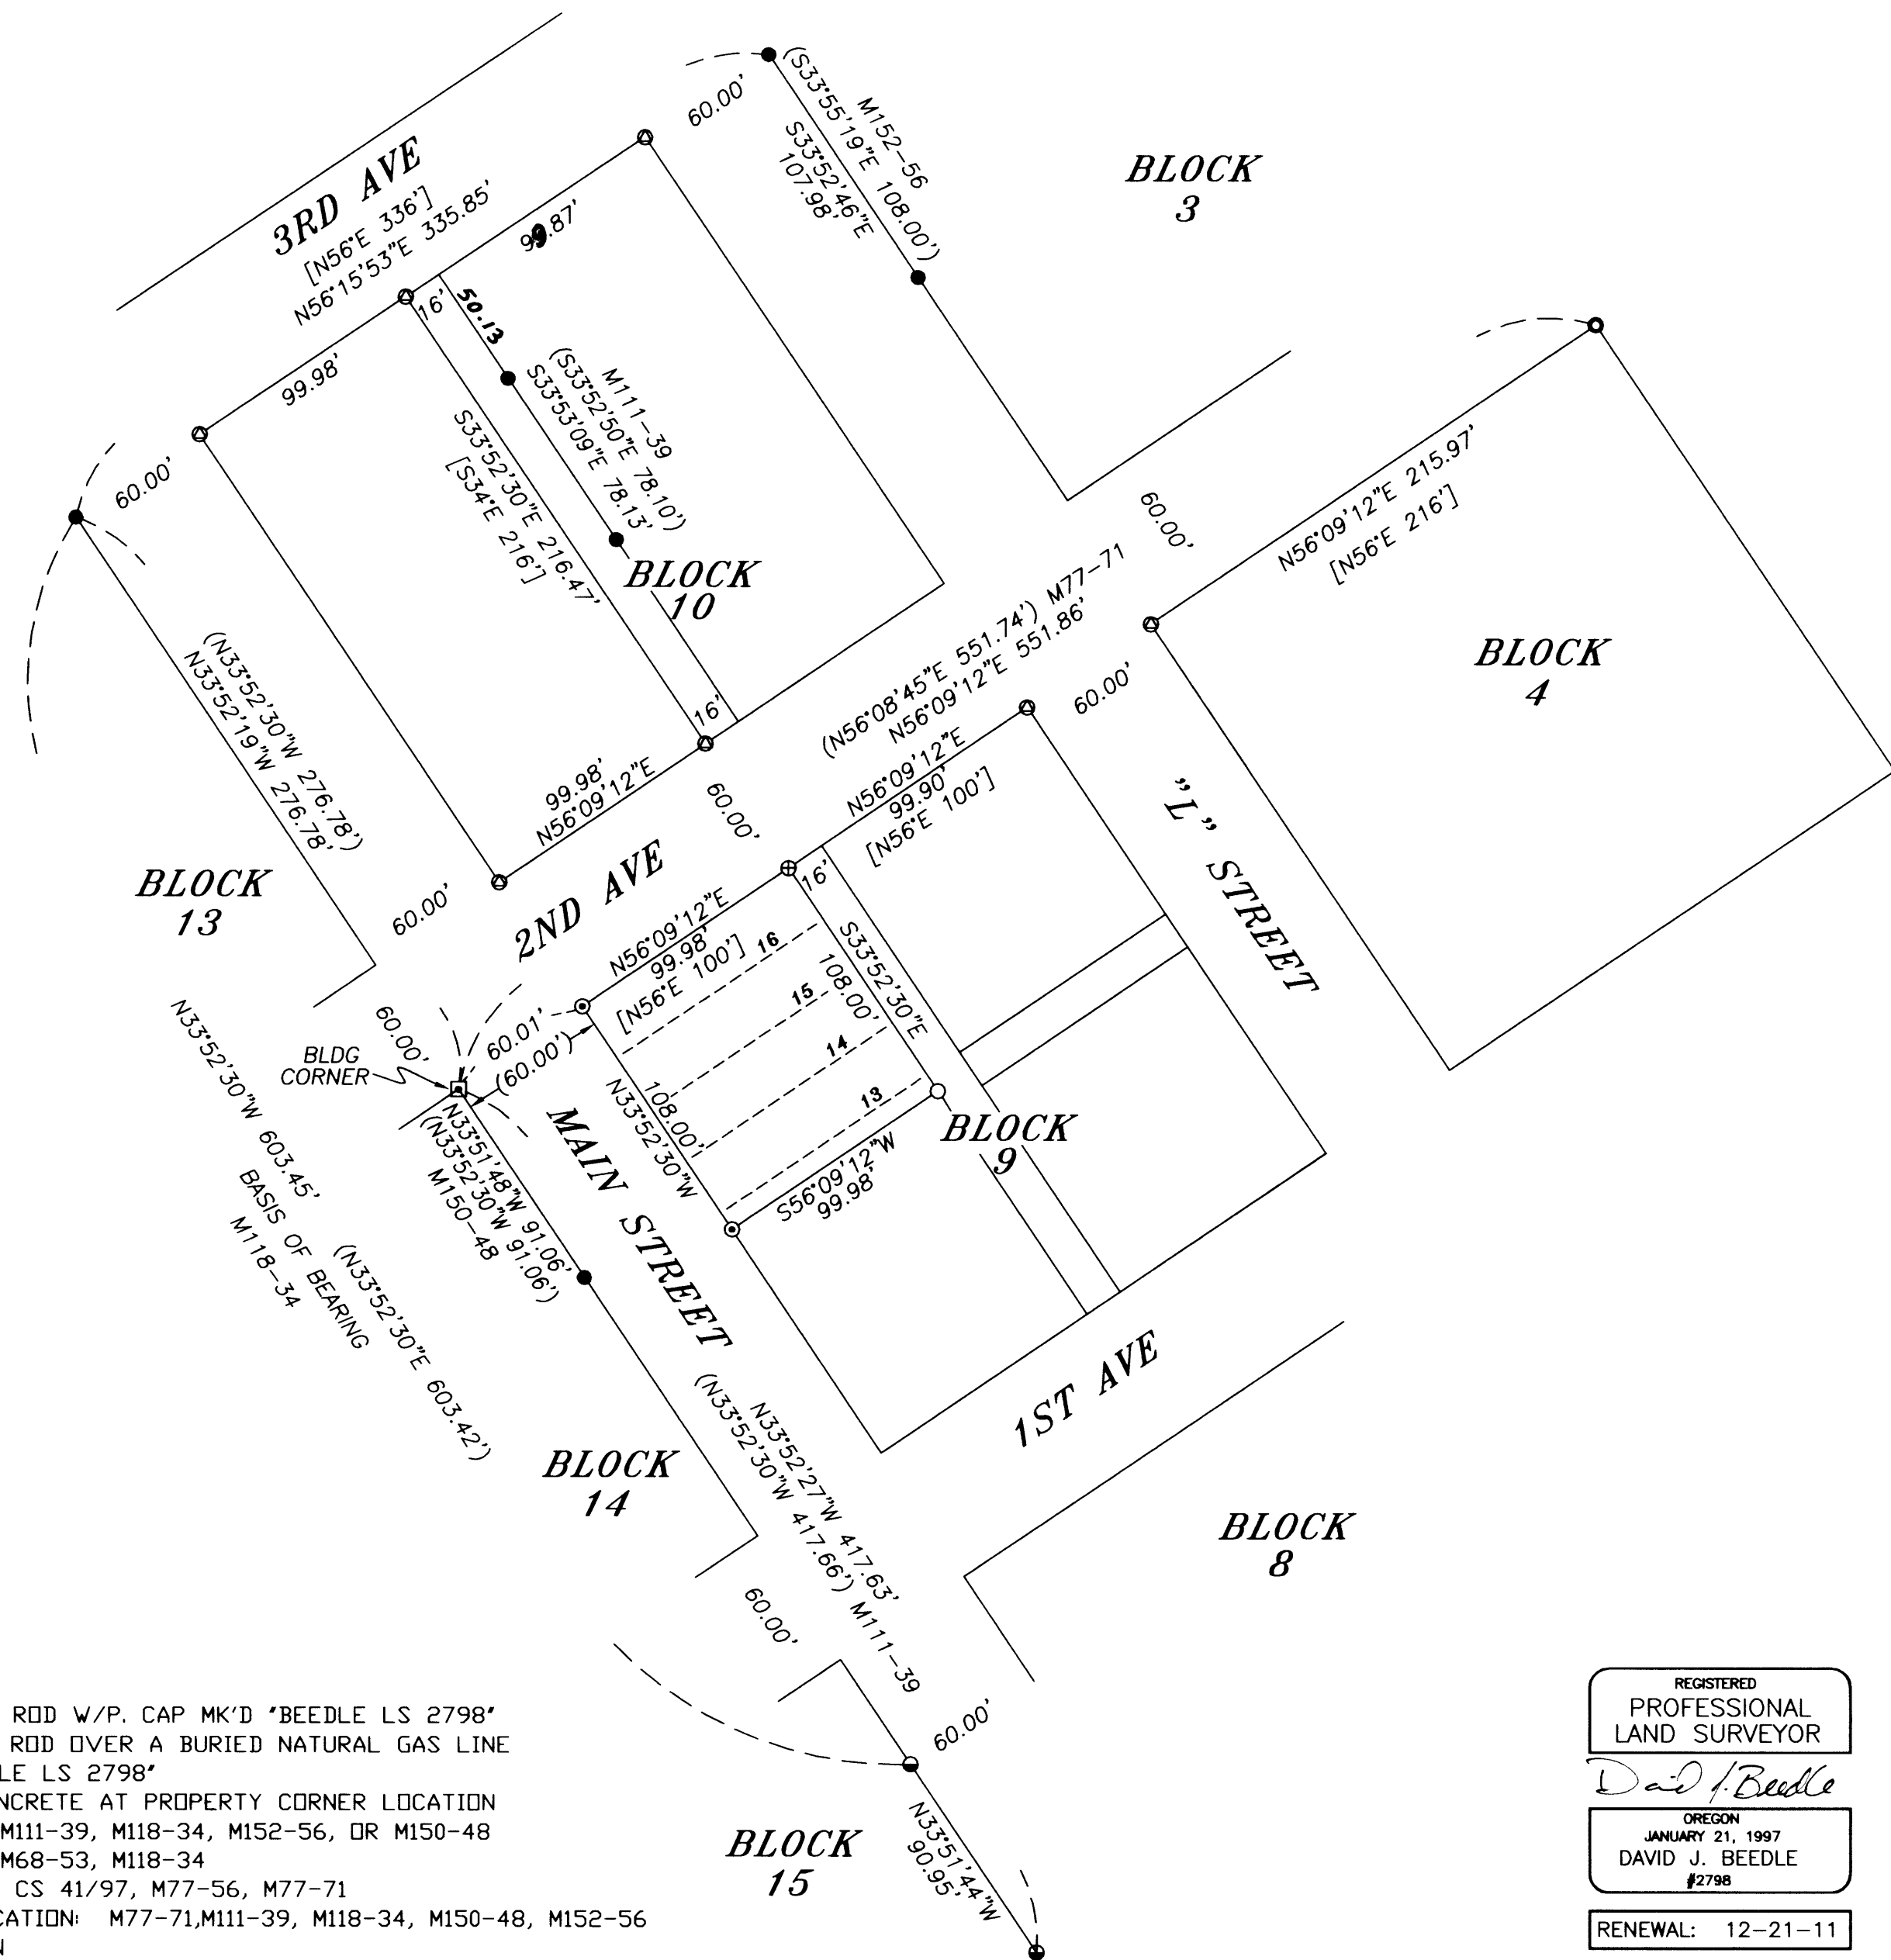 3RD AVE
[N56°E 336']
N56°15'53"E 335.85'
60.00'
(S33°55'19"E 108.00')
M152-56
S33°52'46"E
107.98'
BLOCK
3
99.87'
16'
50.13
99.98'
M111-39
(S33°52'50"E 78.10')
S33°53'09"E 78.13'
S33°52'30"E 216.47'
[S34°E 216']
60.00'
BLOCK
10
16'
(N33°52'30"W 276.78')
N33°52'19"W 276.78'
99.98'
N56°09'12"E
60.00'
(N56°08'45"E 551.74') M77-71
N56°09'12"E 551.86'
60.00'
N56°09'12"E 215.97'
[N56°E 216']
BLOCK
4
60.00'
N56°09'12"E
99.90'
[N56°E 100']
"L" STREET
BLOCK
13
60.00'
2ND AVE
N56°09'12"E
99.98'
[N56°E 100']
16'
16
15
14
13
S33°52'30"E
108.00'
60.00'
60.01'
(60.00')
BLDG
CORNER
108.00'
N33°52'30"W
S56°09'12"W
99.98'
BLOCK
9
MAIN STREET
N33°51'48"W 91.06'
(N33°52'30"W 91.06')
M150-48
N33°52'30"W 603.45'
(N33°52'30"E 603.42')
BASIS OF BEARING
M118-34
1ST AVE
N33°52'27"W 417.63'
(N33°52'30"W 417.66') M111-39
BLOCK
14
BLOCK
8
60.00'
60.00'
N33°51'44"W
90.95'
BLOCK
15
ROD W/P. CAP MK'D "BEEDLE LS 2798"
ROD OVER A BURIED NATURAL GAS LINE
LE LS 2798"
NCRETE AT PROPERTY CORNER LOCATION
M111-39, M118-34, M152-56, OR M150-48
M68-53, M118-34
CS 41/97, M77-56, M77-71
CATION: M77-71,M111-39, M118-34, M150-48, M152-56
N
REGISTERED
PROFESSIONAL
LAND SURVEYOR
David J. Beedle
OREGON
JANUARY 21, 1997
DAVID J. BEEDLE
#2798
RENEWAL: 12-21-11